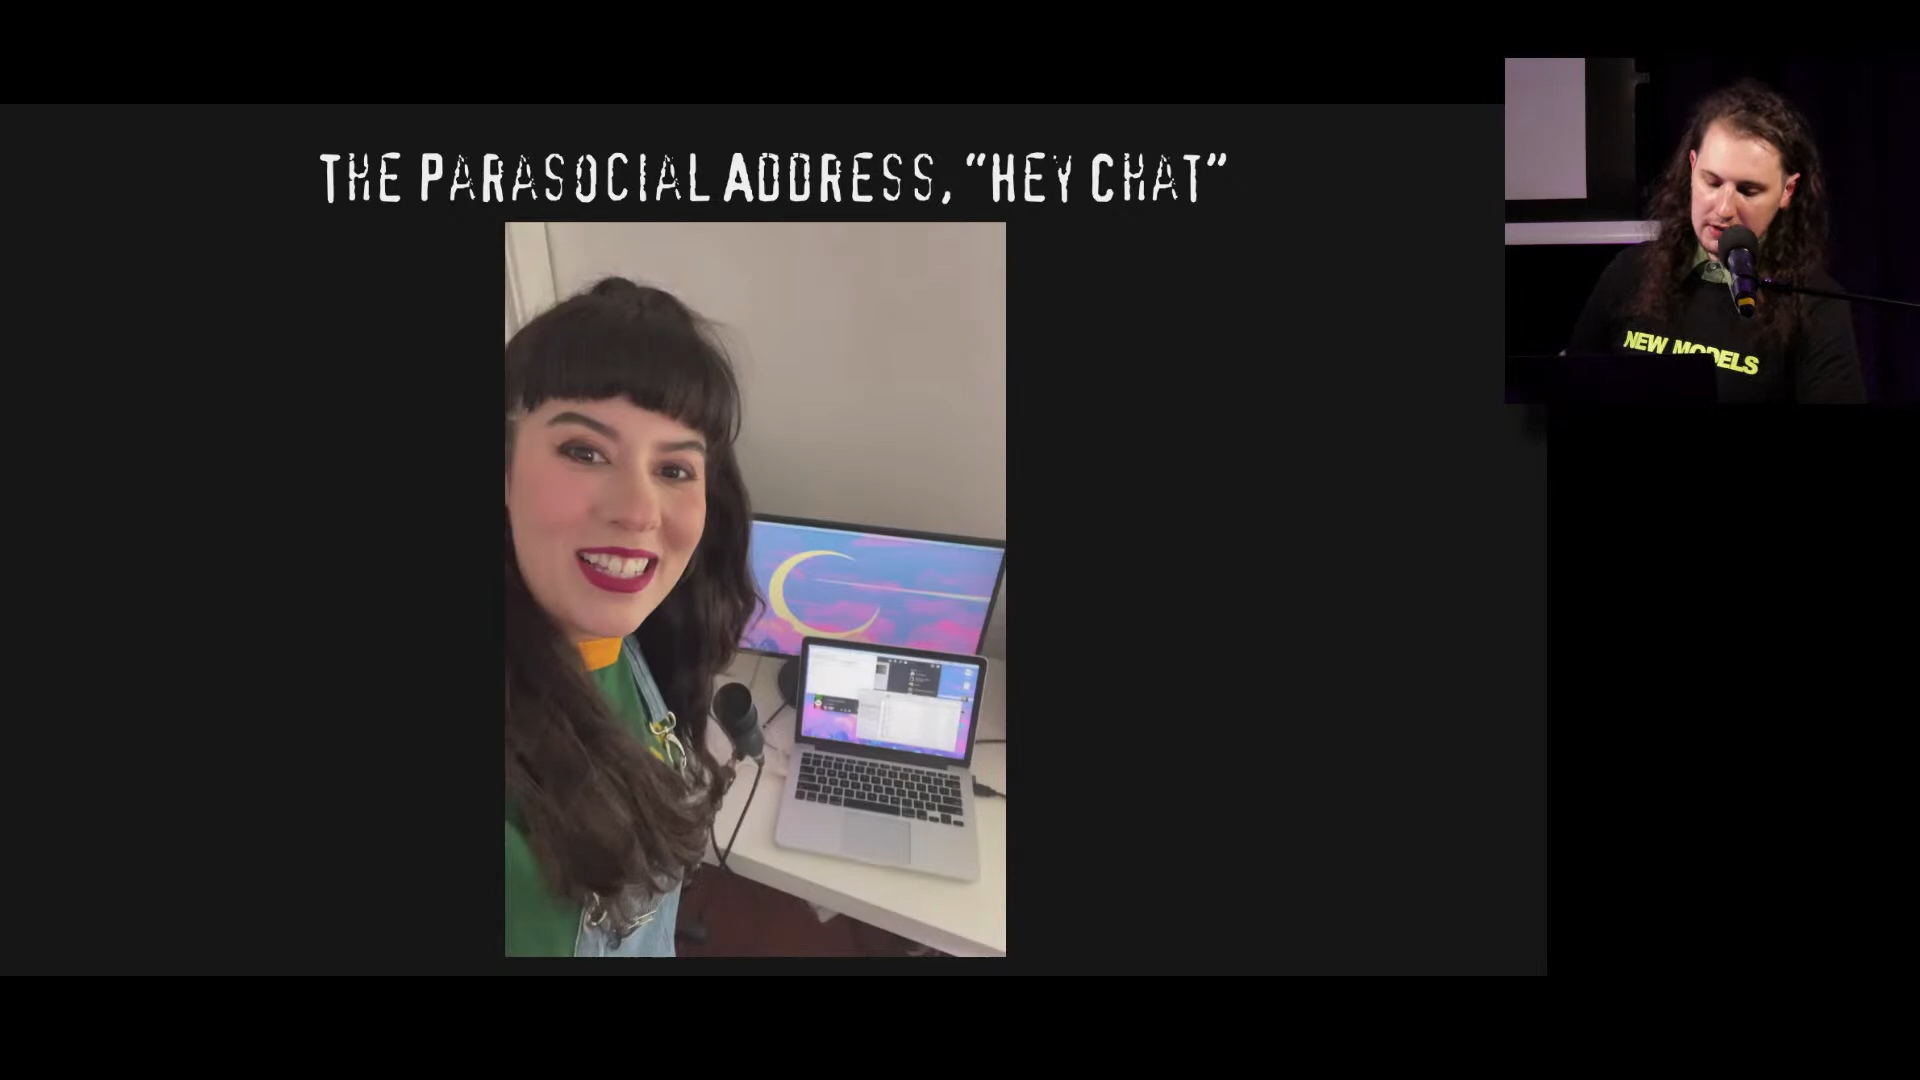 THE PARASOCIAL ADDRESS, “HEY CHAT”
NEW MODELS